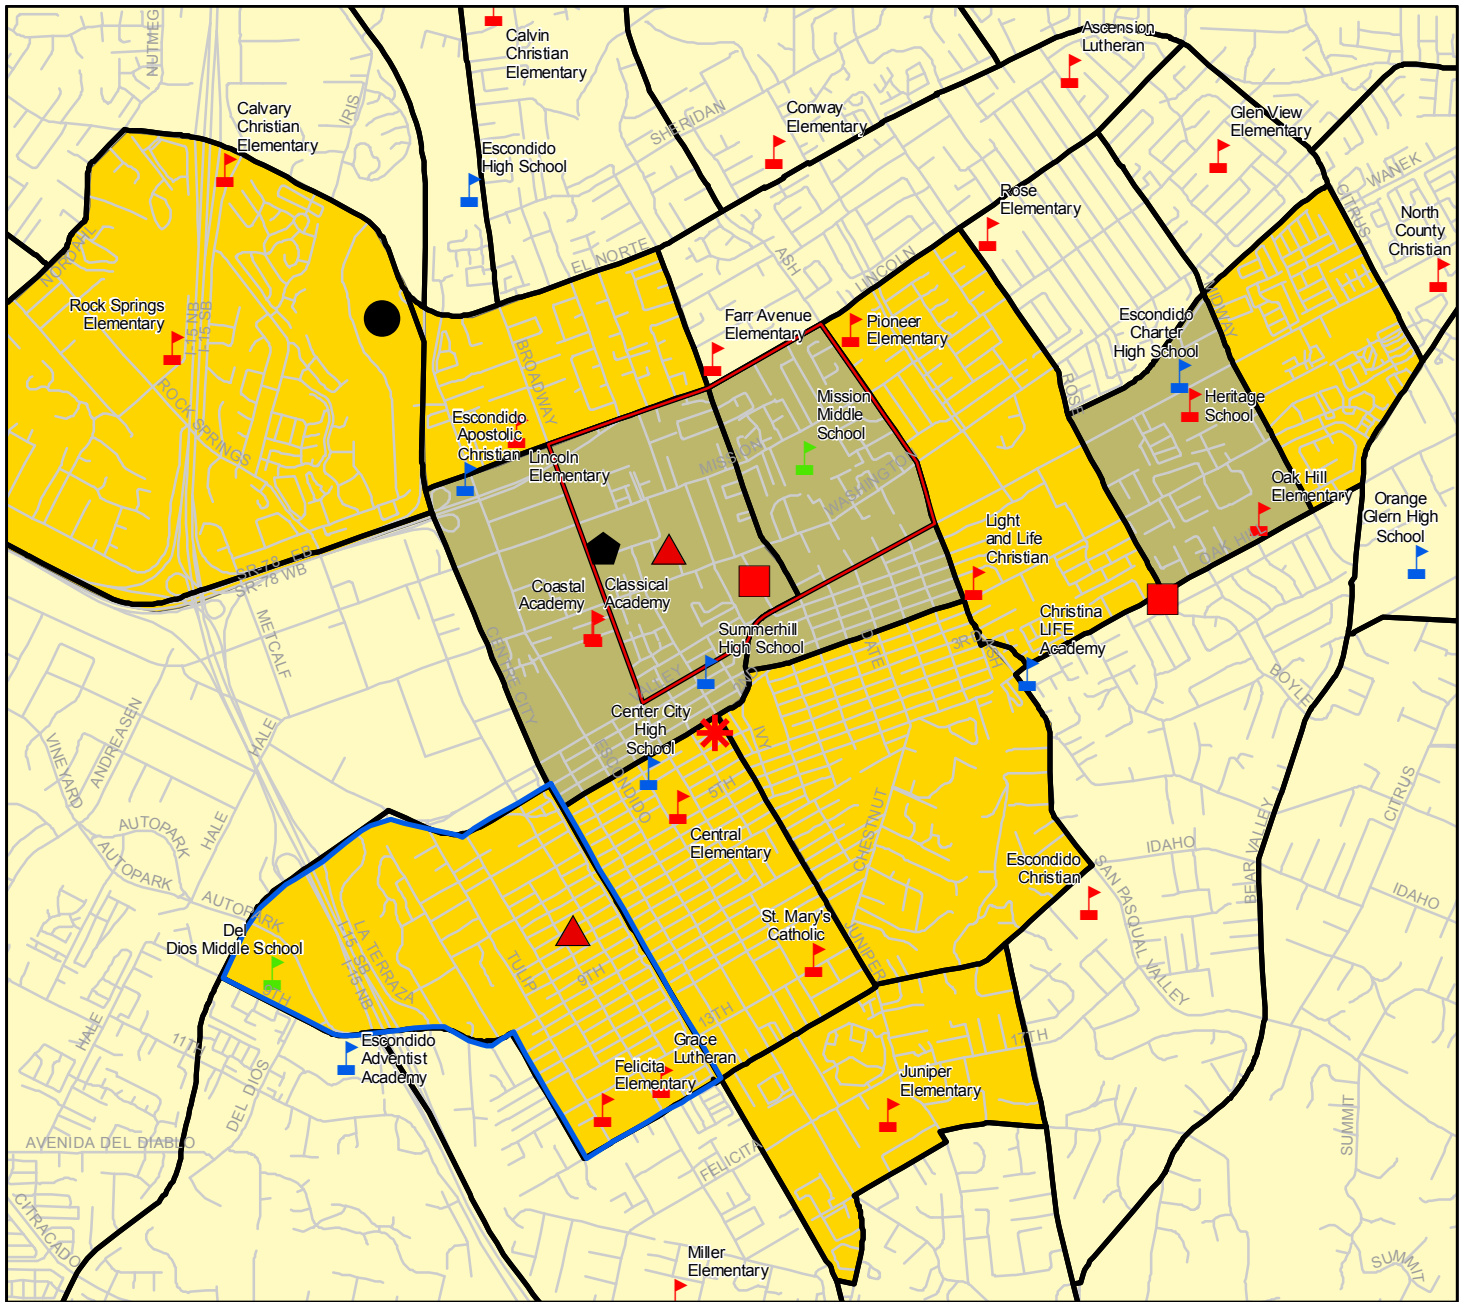 NUTMEG
Calvin
Christian
Elementary
Ascension
Lutheran
IRIS
Calvary
Christian
Elementary
SHERIDAN
Conway
Elementary
Glen View
Elementary
Escondido
High School
WANEK
CITRUS
Rose
Elementary
North
County
Christian
NORDAHL
EL NORTE
ASH
LINCOLN
MIDWAY
Rock Springs
Elementary
I-15 NB
I-15 SB
Farr Avenue
Elementary
Pioneer
Elementary
Escondido
Charter
High School
BROADWAY
ROSE
ROCK SPRINGS
Mission
Middle
School
Heritage
School
Escondido
Apostolic
Christian
Lincoln
Elementary
MISSION
WASHINGTON
Oak Hill
Elementary
Orange
Glern High
School
Light
and Life
Christian
OAK HILL
SR-78 EB
SR-78 WB
Coastal
Academy
Classical
Academy
METCALF
CENTRE CITY
Summerhill
High School
DATE
3RD
ASH
Christina
LIFE
Academy
VALLEY
BOYLE
Center City
High
School
HALE
IVY
ANDREASEN
VINEYARD
ESCONDIDO
5TH
CITRUS
CHESTNUT
AUTOPARK
HALE
Central
Elementary
IDAHO
BEAR VALLEY
AUTOPARK
Escondido
Christian
SAN PASQUAL VALLEY
IDAHO
AUTOPARK
Del
Dios Middle School
I-15 SB
I-15 NB
LA TERRAZA
St. Mary's
Catholic
JUNIPER
TULIP
9TH
9TH
13TH
HALE
11TH
Escondido
Adventist
Academy
Grace
Lutheran
17TH
Felicita
Elementary
Juniper
Elementary
DEL DIOS
AVENIDA DEL DIABLO
FELICITA
SUMMIT
CITRACADO
Miller
Elementary
SUMMIT